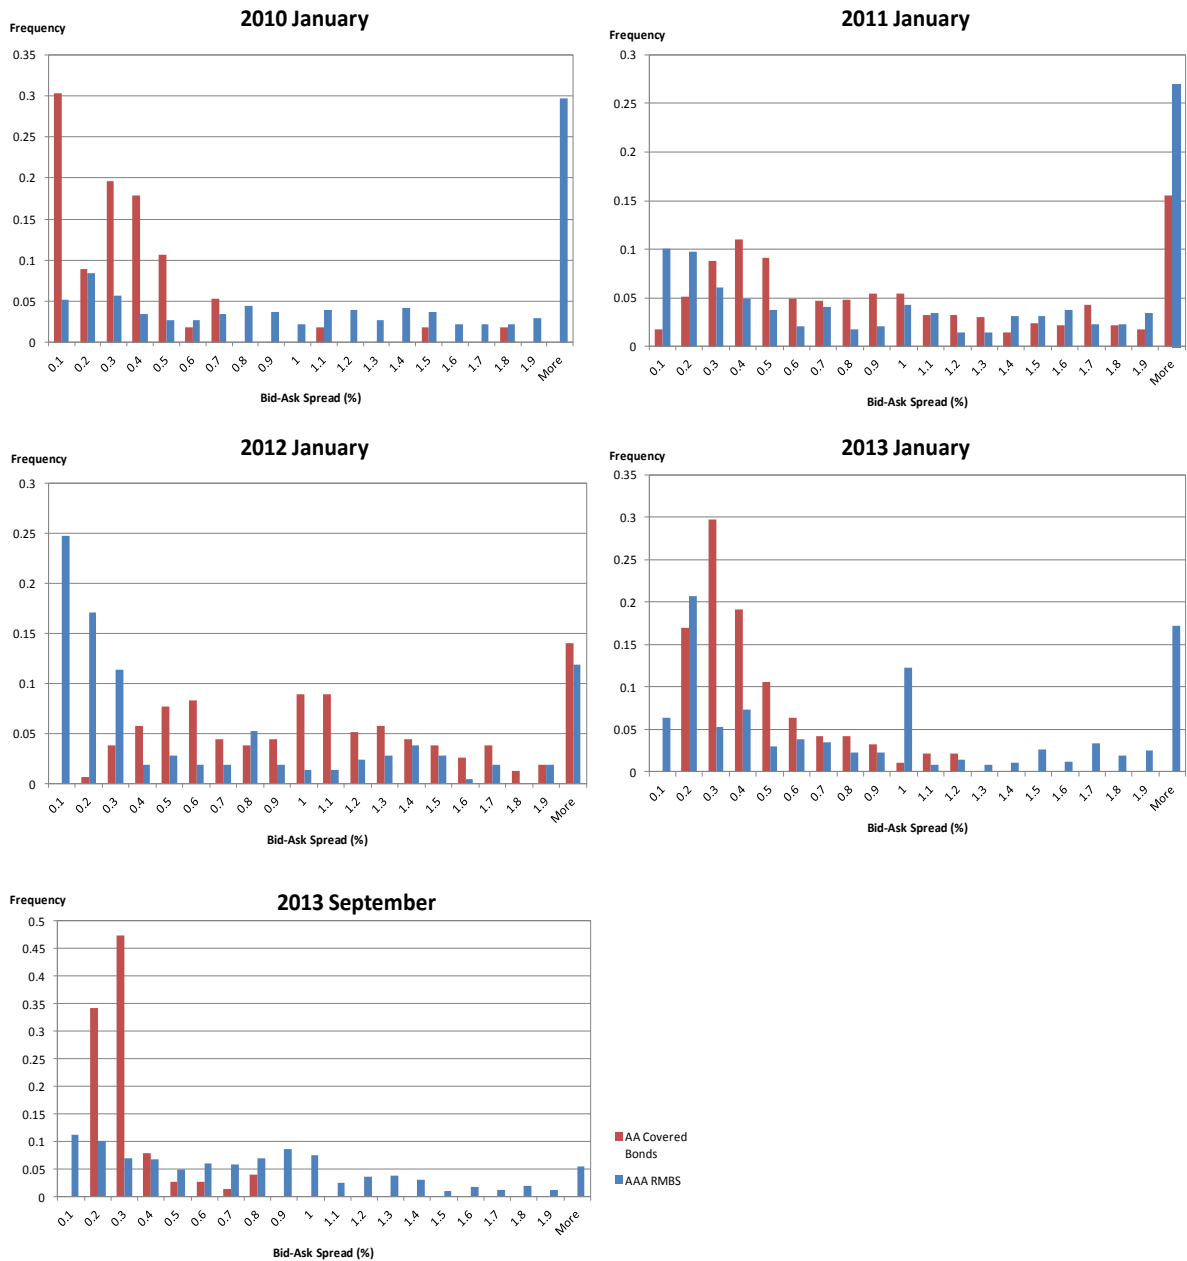 2010 January
Frequency
0.35
0.3
0.25
0.2
0.15
0.1
0.05
0
0.1 0.2 0.3 0.4 0.5 0.6 0.7 0.8 0.9 1 1.1 1.2 1.3 1.4 1.5 1.6 1.7 1.8 1.9 More
Bid-Ask Spread (%)
2011 January
Frequency
0.3
0.25
0.2
0.15
0.1
0.05
0
0.1 0.2 0.3 0.4 0.5 0.6 0.7 0.8 0.9 1 1.1 1.2 1.3 1.4 1.5 1.6 1.7 1.8 1.9 More
Bid-Ask Spread (%)
2012 January
Frequency
0.3
0.25
0.2
0.15
0.1
0.05
0
0.1 0.2 0.3 0.4 0.5 0.6 0.7 0.8 0.9 1 1.1 1.2 1.3 1.4 1.5 1.6 1.7 1.8 1.9 More
Bid-Ask Spread (%)
2013 January
Frequency
0.35
0.3
0.25
0.2
0.15
0.1
0.05
0
0.1 0.2 0.3 0.4 0.5 0.6 0.7 0.8 0.9 1 1.1 1.2 1.3 1.4 1.5 1.6 1.7 1.8 1.9 More
Bid-Ask Spread (%)
2013 September
Frequency
0.5
0.45
0.4
0.35
0.3
0.25
0.2
0.15
0.1
0.05
0
0.1 0.2 0.3 0.4 0.5 0.6 0.7 0.8 0.9 1 1.1 1.2 1.3 1.4 1.5 1.6 1.7 1.8 1.9 More
Bid-Ask Spread (%)
AA Covered
Bonds
AAA RMBS